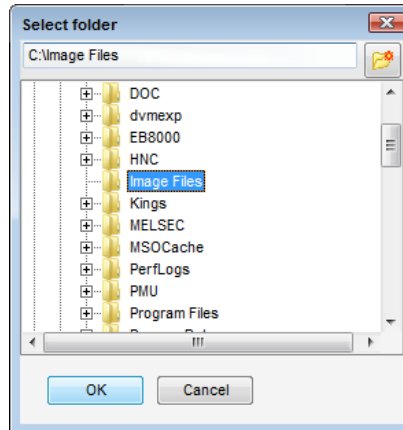 Select folder
C:\Image Files
DOC
dvmexp
EB8000
HNC
Image Files
Kings
MELSEC
MSOCache
PerfLogs
PMU
Program Files
OK
Cancel